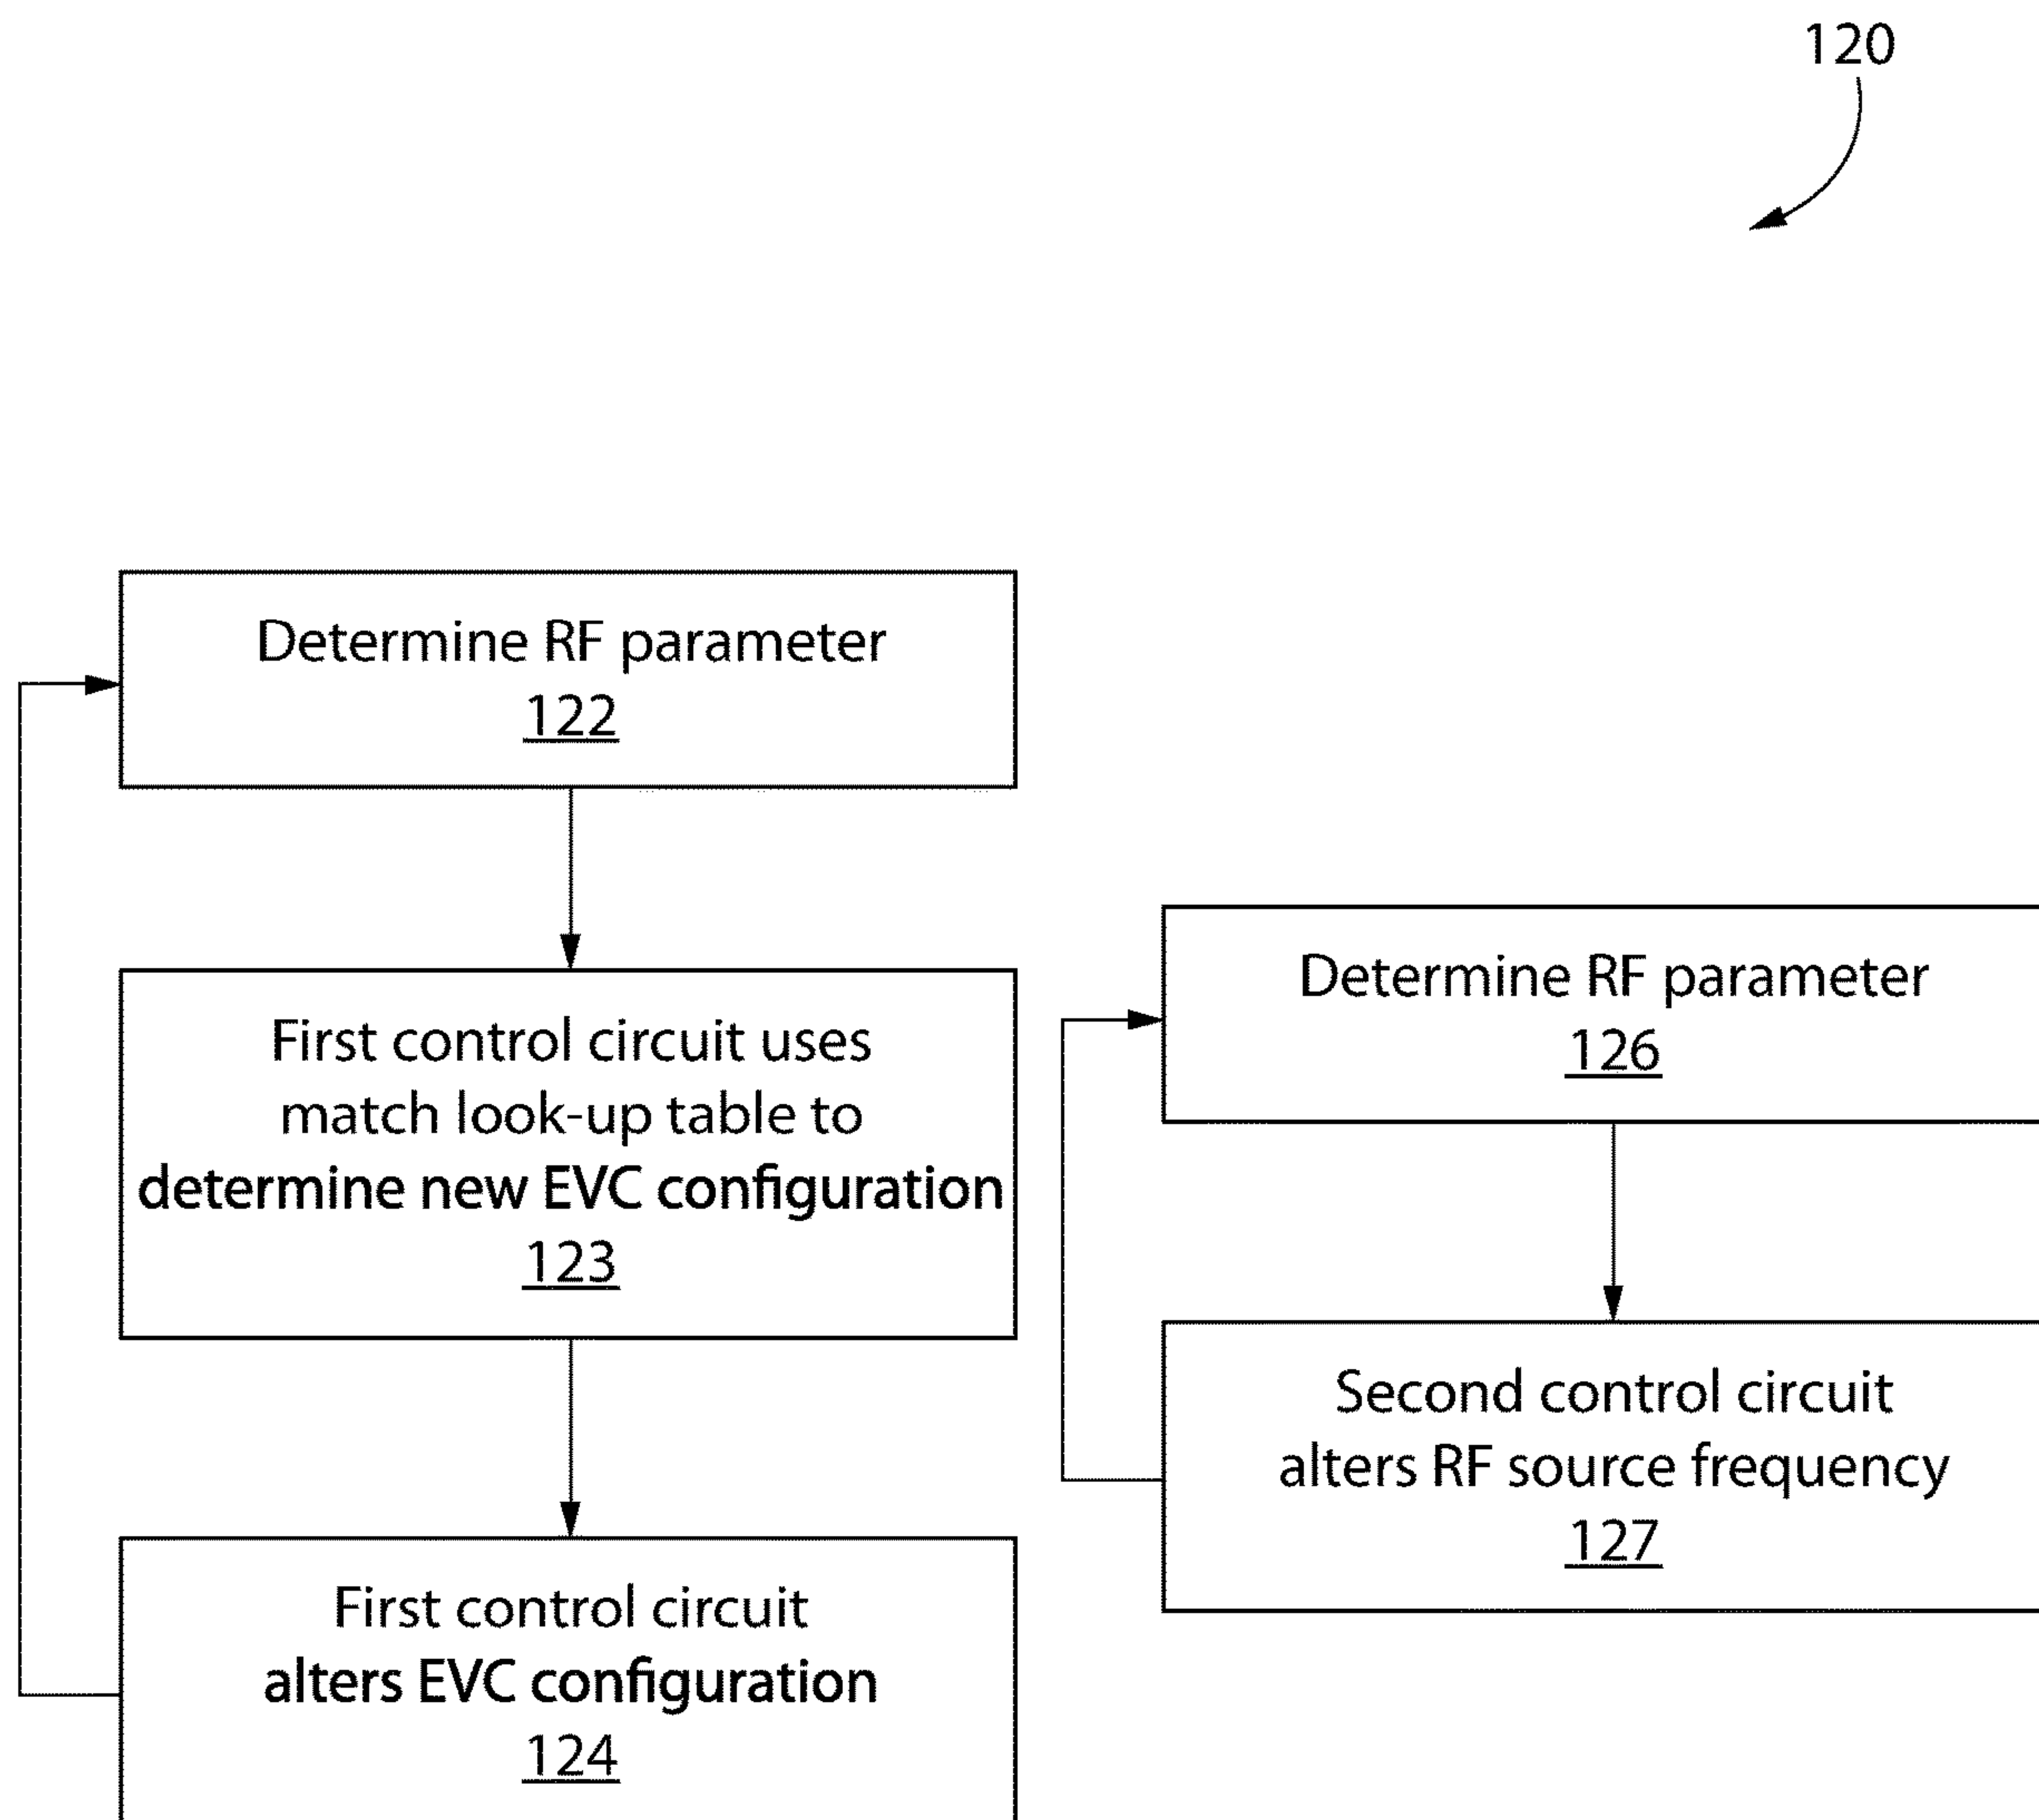 120
Determine RF parameter
122
First control circuit uses
match look-up table to
determine new EVC configuration
123
First control circuit
alters EVC configuration
124
Determine RF parameter
126
Second control circuit
alters RF source frequency
127